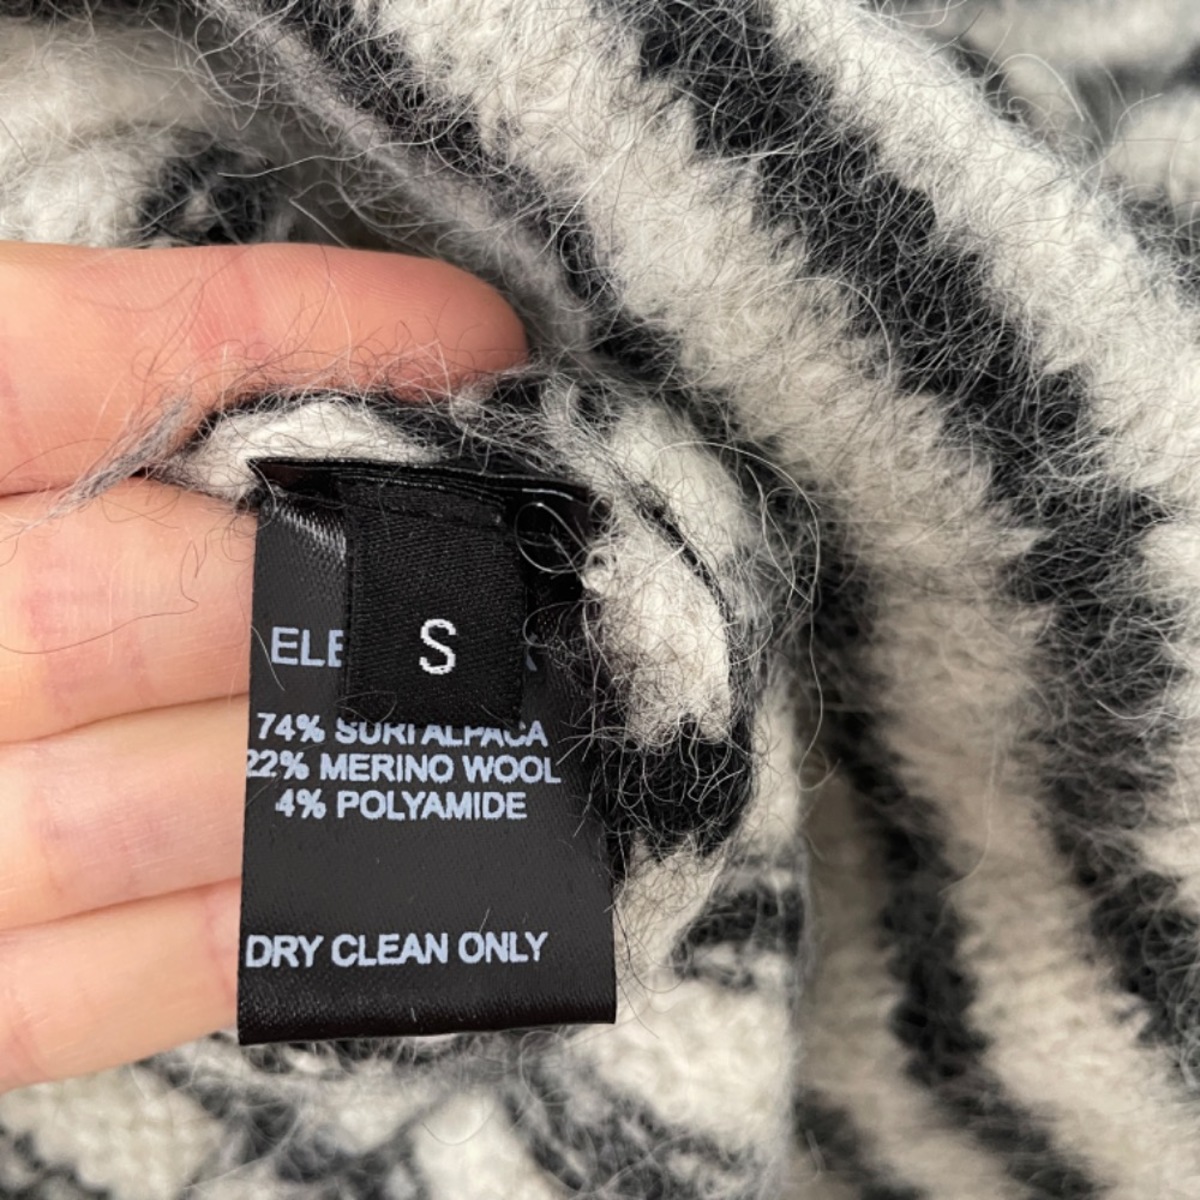 S
74% SURI ALPACA
22% MERINO WOOL
4% POLYAMIDE
DRY CLEAN ONLY